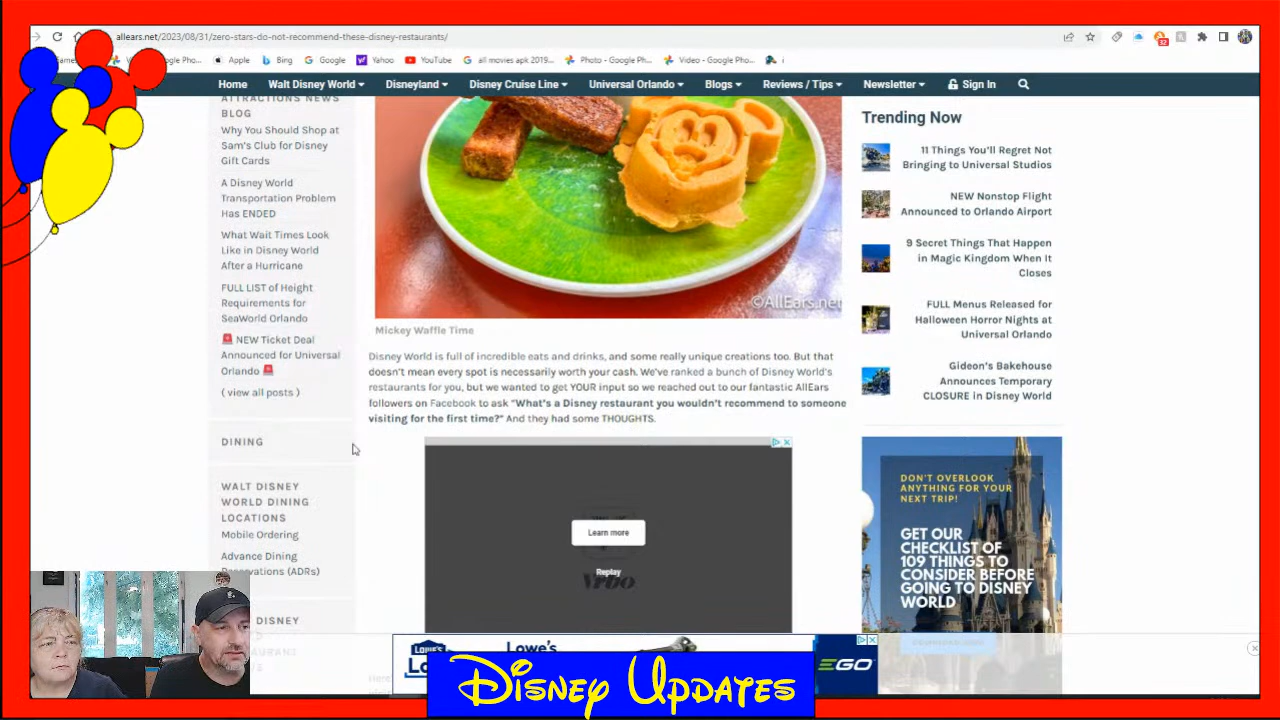 allears.net/2023/08/31/zero-stars-do-not-recommend-these-disney-restaurants/
Apple
Bing
Google
Yahoo
YouTube
all movies apk 2019...
Photo - Google Ph...
Video - Google Ph...
Home
Walt Disney World
Disneyland
Disney Cruise Line
Universal Orlando
Blogs
Reviews / Tips
Newsletter
Sign In
ATTRACTIONS NEWS
BLOG
Why You Should Shop at
Sam's Club for Disney
Gift Cards
A Disney World
Transportation Problem
Has ENDED
What Wait Times Look
Like in Disney World
After a Hurricane
FULL LIST of Height
Requirements for
SeaWorld Orlando
🚨 NEW Ticket Deal
Announced for Universal
Orlando 🚨
( view all posts )
DINING
WALT DISNEY
WORLD DINING
LOCATIONS
Mobile Ordering
Advance Dining
(ADRs)
DISNEY
©AllEars.net
Mickey Waffle Time
Disney World is full of incredible eats and drinks, and some really unique creations too. But that
doesn't mean every spot is necessarily worth your cash. We've ranked a bunch of Disney World's
restaurants for you, but we wanted to get YOUR input so we reached out to our fantastic AllEars
followers on Facebook to ask “What's a Disney restaurant you wouldn't recommend to someone
visiting for the first time?” And they had some THOUGHTS.
Learn more
Replay
Vrbo
Trending Now
11 Things You'll Regret Not
Bringing to Universal Studios
NEW Nonstop Flight
Announced to Orlando Airport
9 Secret Things That Happen
in Magic Kingdom When It
Closes
FULL Menus Released for
Halloween Horror Nights at
Universal Orlando
Gideon's Bakehouse
Announces Temporary
CLOSURE in Disney World
DON'T OVERLOOK
ANYTHING FOR YOUR
NEXT TRIP!
GET OUR
CHECKLIST OF
109 THINGS TO
CONSIDER BEFORE
GOING TO DISNEY
WORLD
LOWE'S
Lowe's
EGO
DISNEY UPDATES